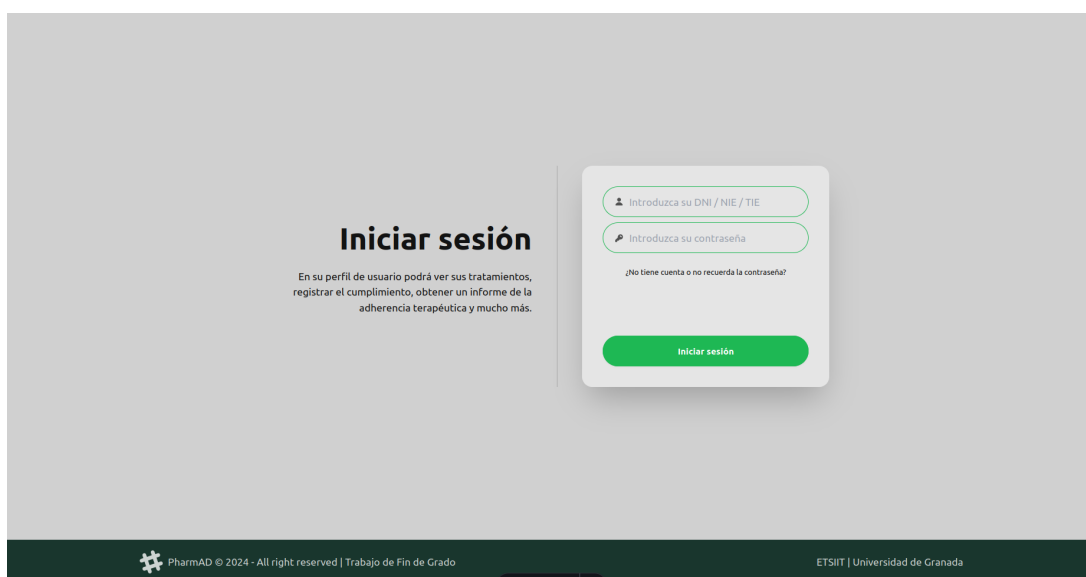 Iniciar sesión
En su perfil de usuario podrá ver sus tratamientos,
registrar el cumplimiento, obtener un informe de la
adherencia terapéutica y mucho más.
Introduzca su DNI / NIE / TIE
Introduzca su contraseña
¿No tiene cuenta o no recuerda la contraseña?
Iniciar sesión
PharmAD © 2024 - All right reserved | Trabajo de Fin de Grado
ETSIIT | Universidad de Granada